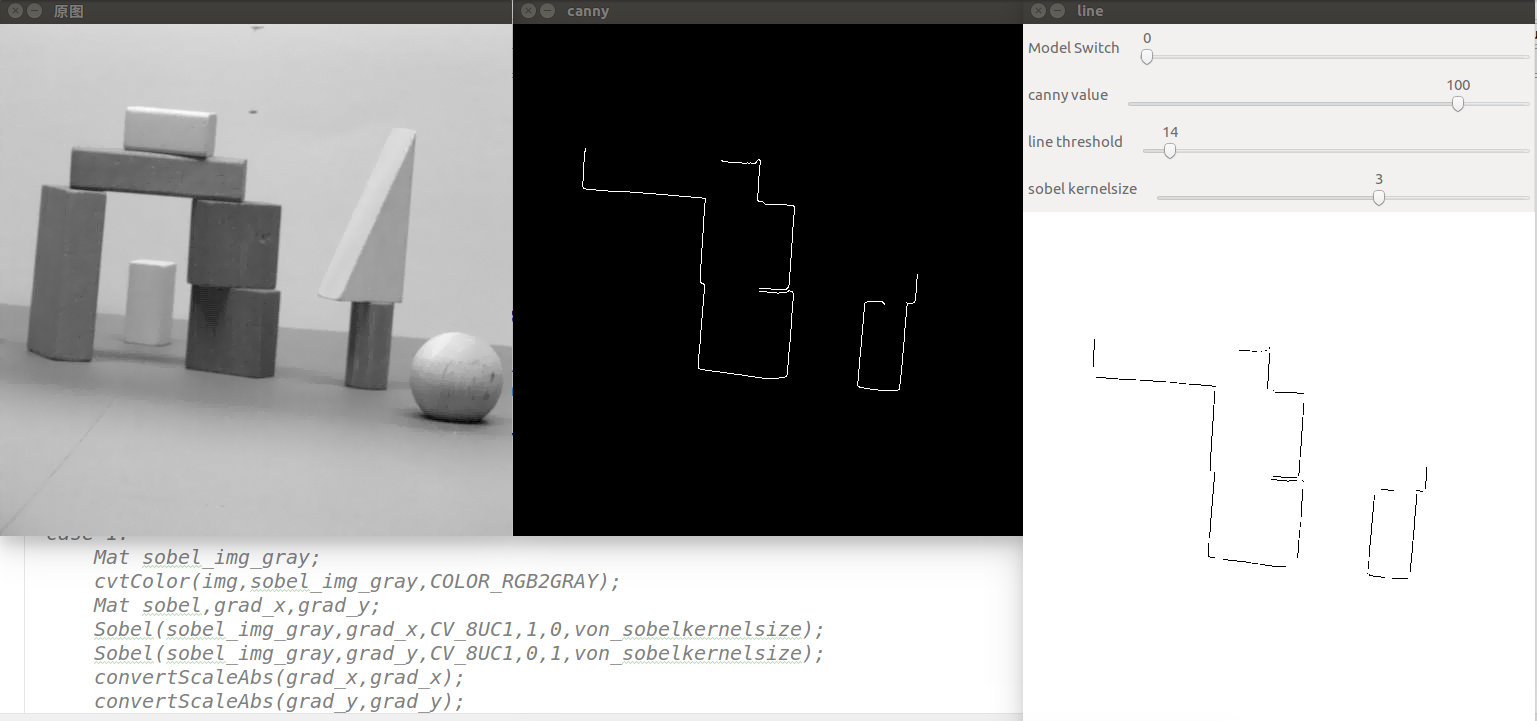 原图
canny
line
Model Switch
0
canny value
100
line threshold
14
sobel kernelsize
3
case 1:
Mat sobel_img_gray;
cvtColor(img,sobel_img_gray,COLOR_RGB2GRAY);
Mat sobel,grad_x,grad_y;
Sobel(sobel_img_gray,grad_x,CV_8UC1,1,0,von_sobelkernelsize);
Sobel(sobel_img_gray,grad_y,CV_8UC1,0,1,von_sobelkernelsize);
convertScaleAbs(grad_x,grad_x);
convertScaleAbs(grad_y,grad_y);